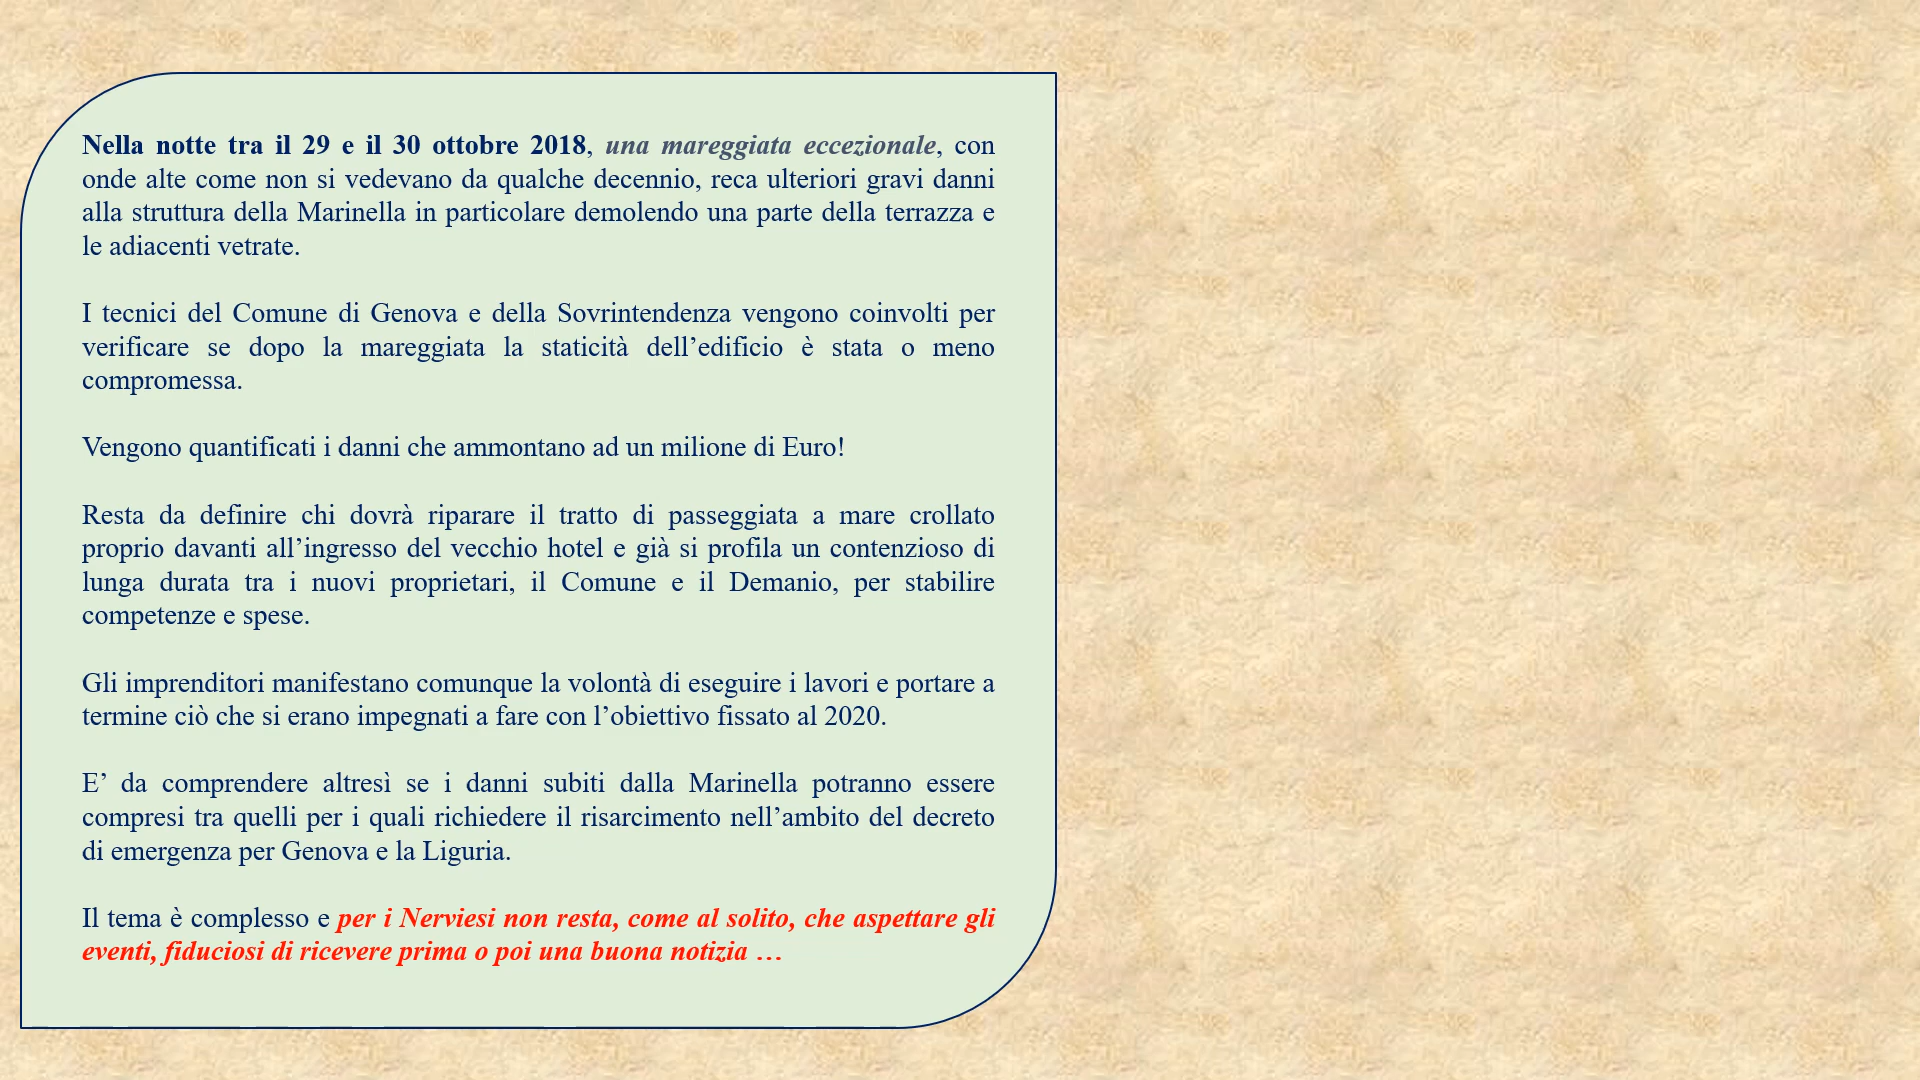 Nella notte tra il 29 e il 30 ottobre 2018, una mareggiata eccezionale, con
onde alte come non si vedevano da qualche decennio, reca ulteriori gravi danni
alla struttura della Marinella in particolare demolendo una parte della terrazza e
le adiacenti vetrate.
I tecnici del Comune di Genova e della Sovrintendenza vengono coinvolti per
verificare se dopo la mareggiata la staticità dell’edificio è stata o meno
compromessa.
Vengono quantificati i danni che ammontano ad un milione di Euro!
Resta da definire chi dovrà riparare il tratto di passeggiata a mare crollato
proprio davanti all’ingresso del vecchio hotel e già si profila un contenzioso di
lunga durata tra i nuovi proprietari, il Comune e il Demanio, per stabilire
competenze e spese.
Gli imprenditori manifestano comunque la volontà di eseguire i lavori e portare a
termine ciò che si erano impegnati a fare con l’obiettivo fissato al 2020.
E’ da comprendere altresì se i danni subiti dalla Marinella potranno essere
compresi tra quelli per i quali richiedere il risarcimento nell’ambito del decreto
di emergenza per Genova e la Liguria.
Il tema è complesso e per i Nerviesi non resta, come al solito, che aspettare gli
eventi, fiduciosi di ricevere prima o poi una buona notizia …